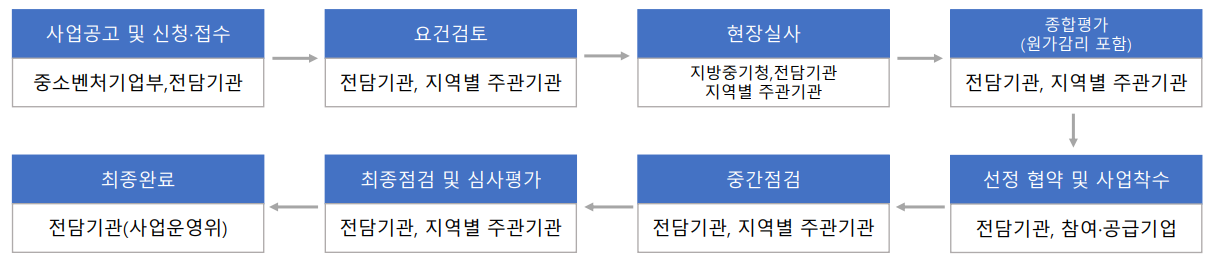 사업공고 및 신청·접수
중소벤처기업부,전담기관
요건검토
전담기관, 지역별 주관기관
현장실사
지방중기청,전담기관
지역별 주관기관
종합평가
(원가감리 포함)
전담기관, 지역별 주관기관
선정 협약 및 사업착수
전담기관, 참여·공급기업
중간점검
전담기관, 지역별 주관기관
최종점검 및 심사평가
전담기관, 지역별 주관기관
최종완료
전담기관(사업운영위)